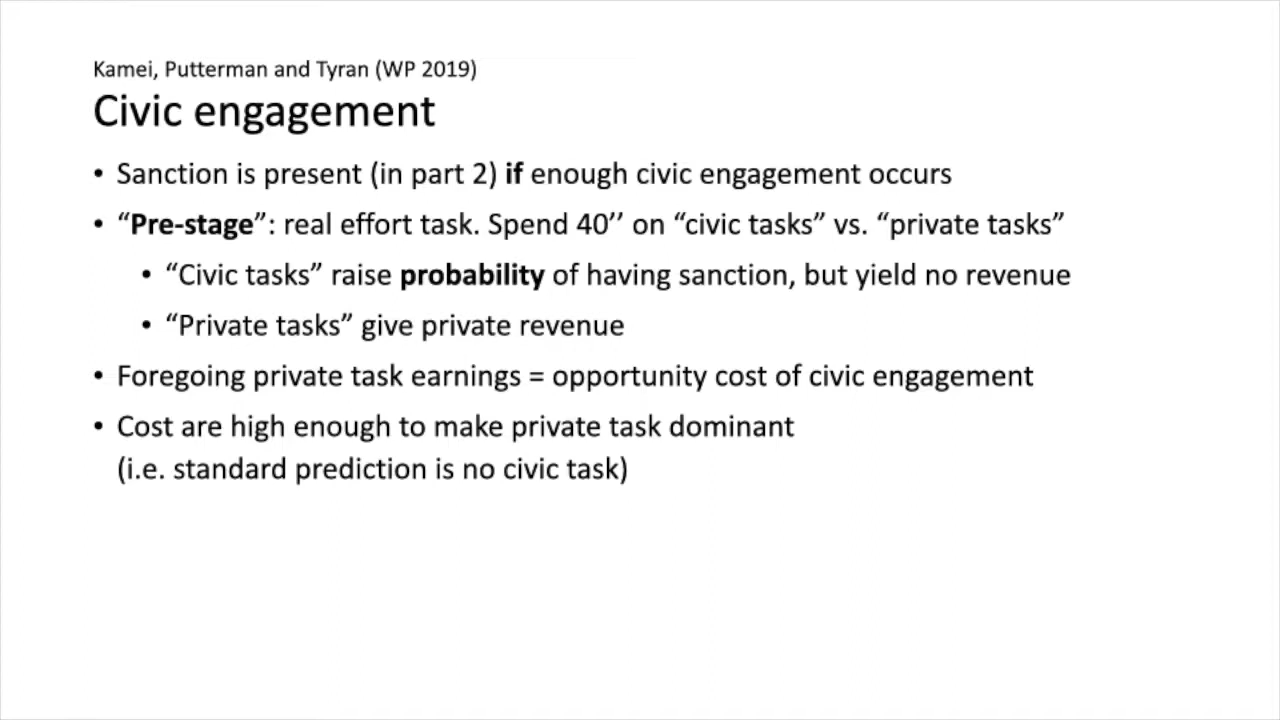 Kamei, Putterman and Tyran (WP 2019)
Civic engagement
• Sanction is present (in part 2) if enough civic engagement occurs
• “Pre-stage”: real effort task. Spend 40’’ on “civic tasks” vs. “private tasks”
• “Civic tasks” raise probability of having sanction, but yield no revenue
• “Private tasks” give private revenue
• Foregoing private task earnings = opportunity cost of civic engagement
• Cost are high enough to make private task dominant
(i.e. standard prediction is no civic task)